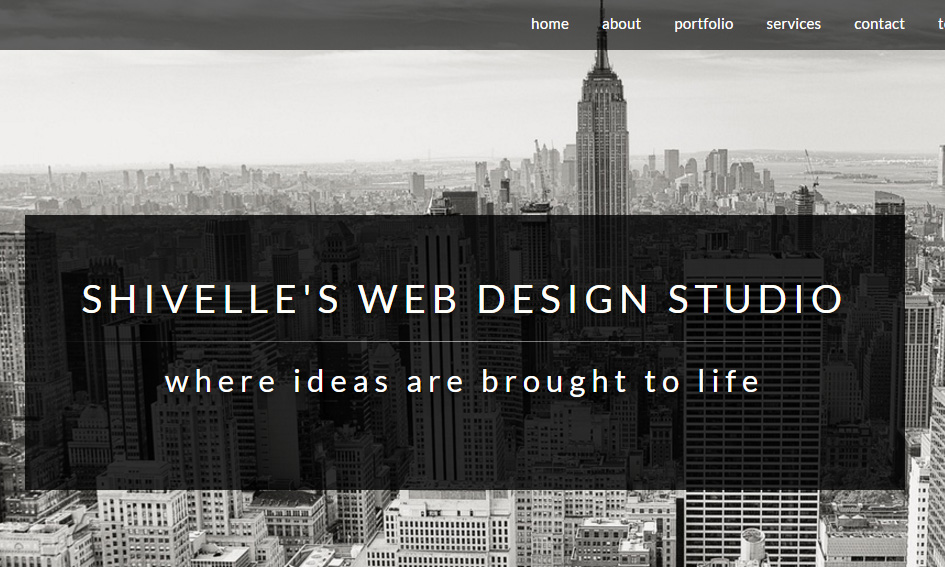 home about portfolio services contact
SHIVELLE'S WEB DESIGN STUDIO
where ideas are brought to life